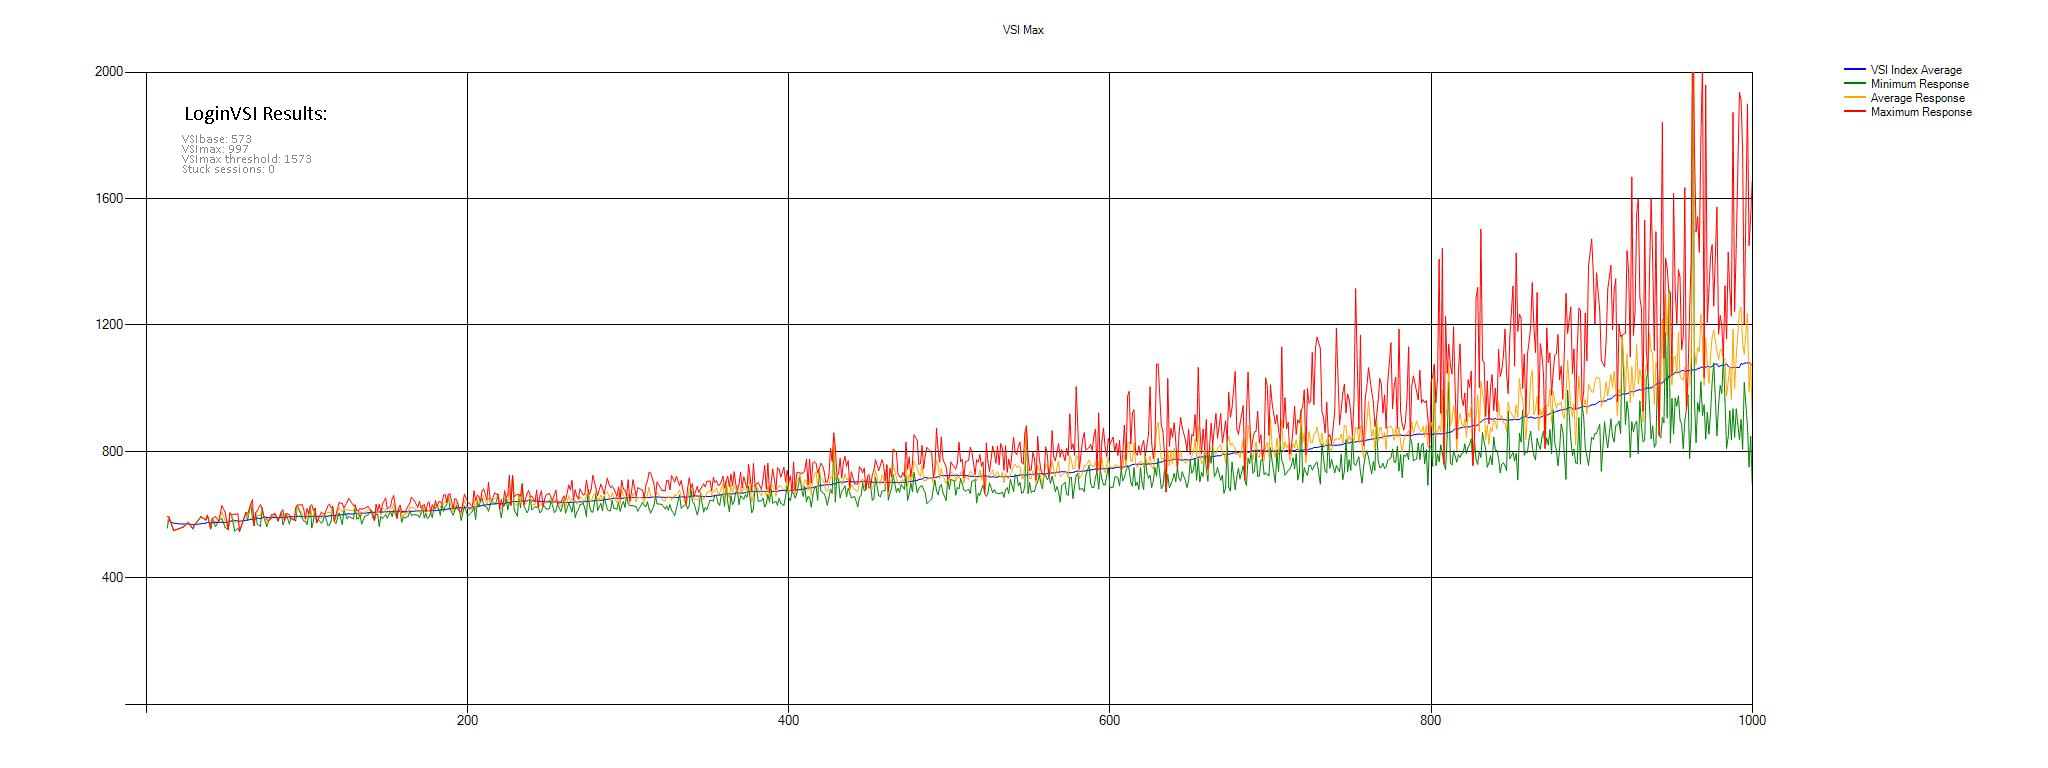 VSI Max
2000
1600
1200
800
400
200
400
600
800
1000
LoginVSI Results:
VSIbase: 573
VSImax: 997
VSImax threshold: 1573
Stuck sessions: 0
VSI Index Average
Minimum Response
Average Response
Maximum Response